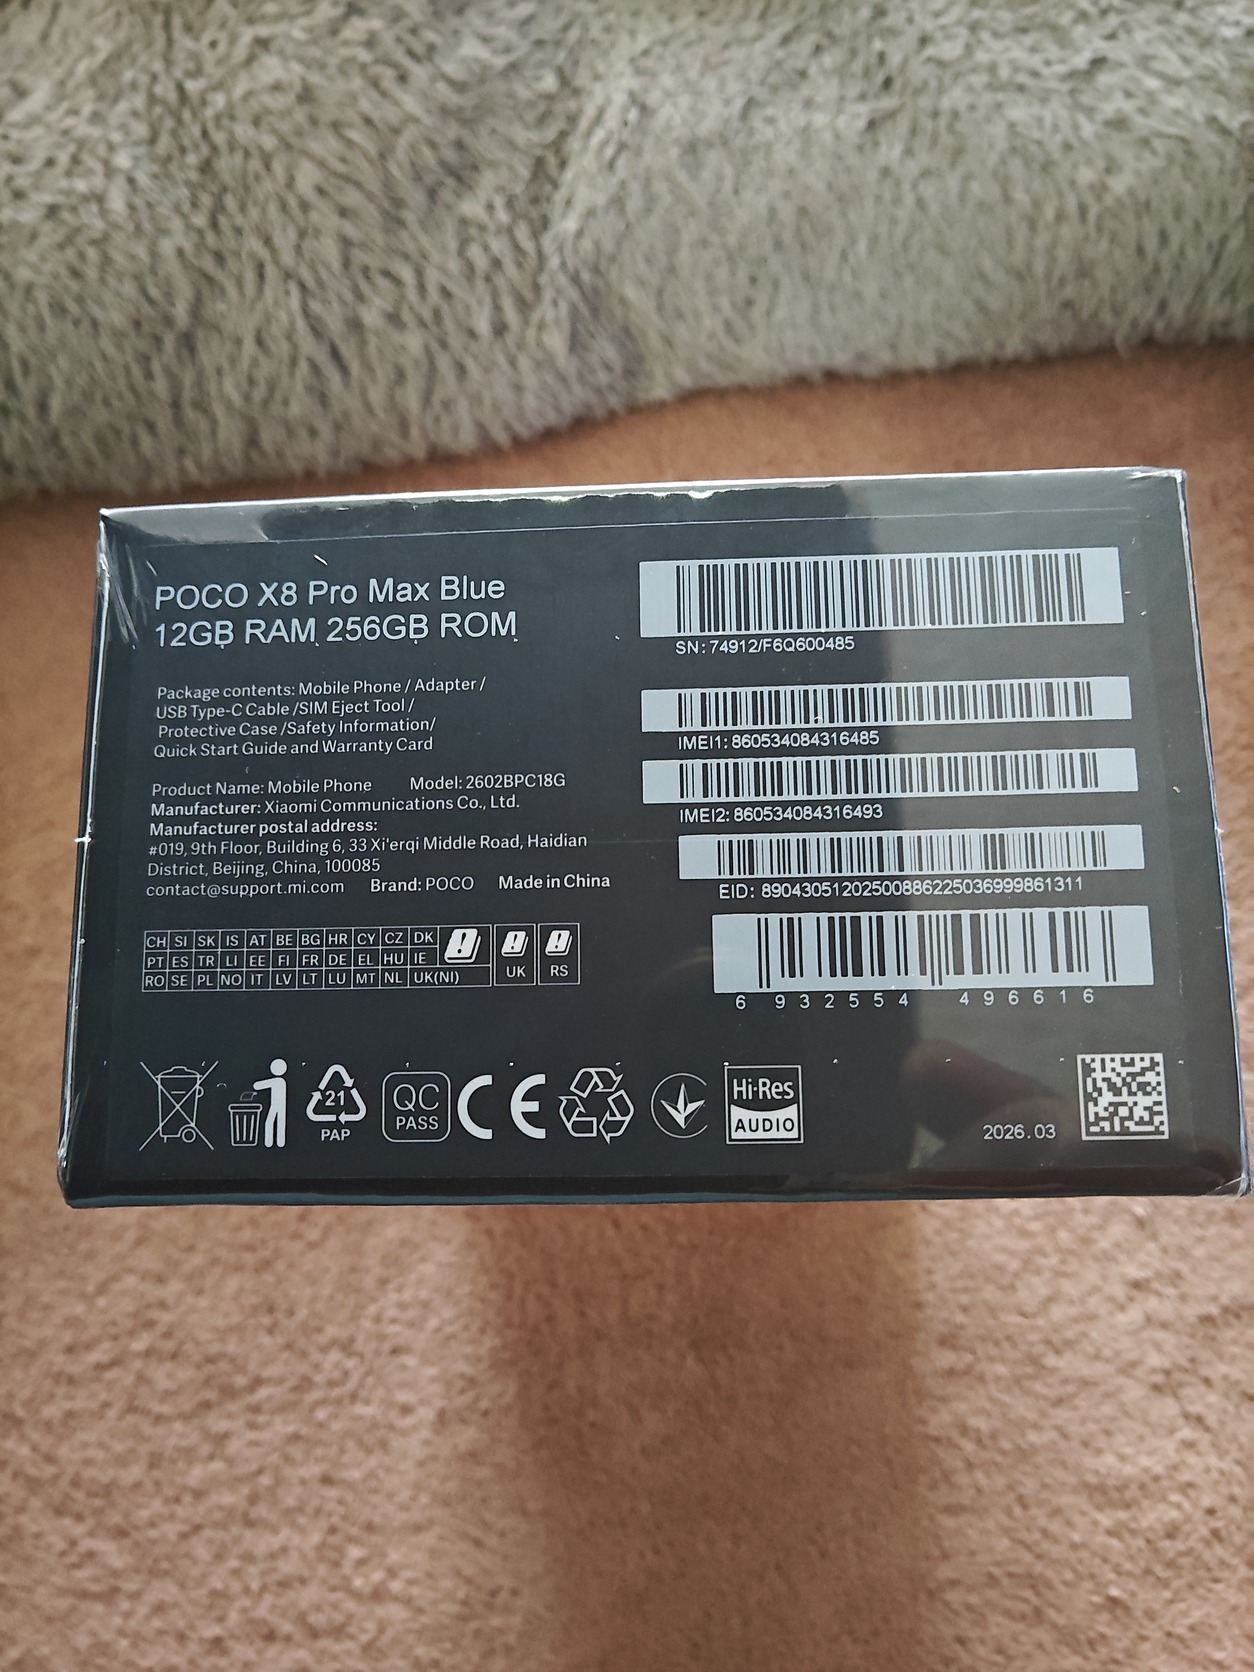 POCO X8 Pro Max Blue
12GB RAM 256GB ROM
Package contents: Mobile Phone / Adapter /
USB Type-C Cable /SIM Eject Tool /
Protective Case /Safety Information/
Quick Start Guide and Warranty Card
Product Name: Mobile Phone Model: 2602BPC18G
Manufacturer: Xiaomi Communications Co., Ltd.
Manufacturer postal address:
#019, 9th Floor, Building 6, 33 Xi'erqi Middle Road, Haidian
District, Beijing, China, 100085
contact@support.mi.com Brand: POCO Made in China
CH SI SK IS AT BE BG HR CY CZ DK
PT ES TR LI EE FI FR DE EL HU IE
RO SE PL NO IT LV LT LU MT NL UK(NI)
UK
RS
21
PAP
QC
PASS
CE
Hi-Res
AUDIO
SN: 74912/F6Q600485
IMEI1: 860534084316485
IMEI2: 860534084316493
EID: 89043051202500886225036999861311
6 932554 496616
2026.03